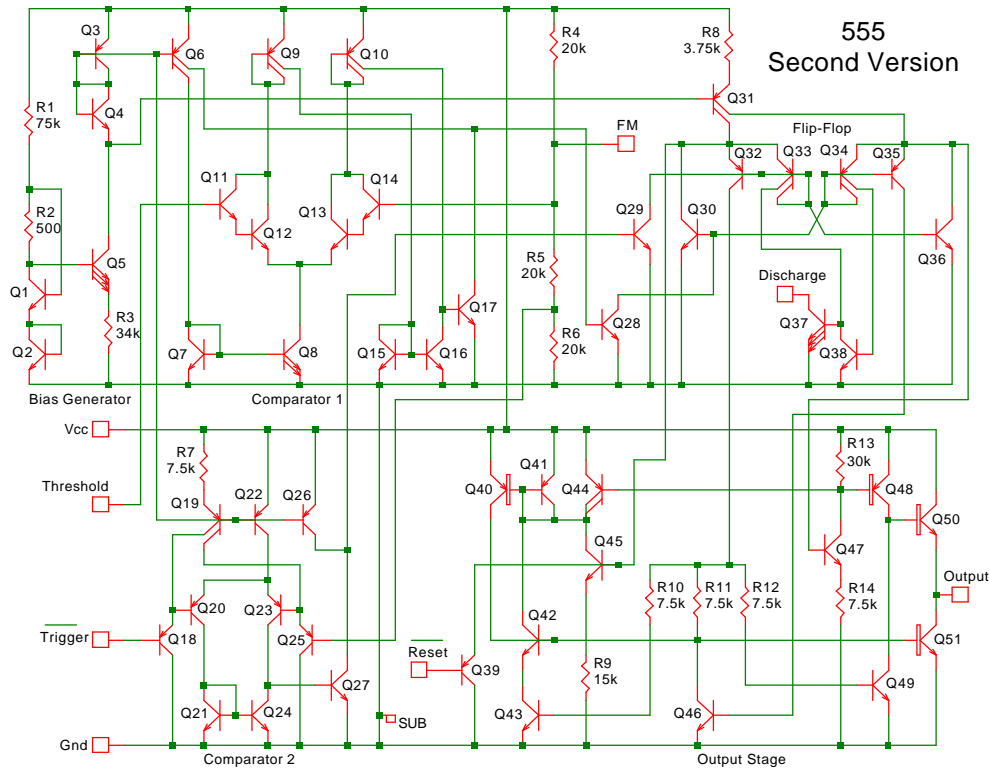 555
Second Version
Q3
Q6
Q9
Q10
R4
20k
R8
3.75k
Q31
R1
75k
Q4
FM
Flip-Flop
Q32
Q33
Q34
Q35
Q11
Q14
R2
500
Q12
Q13
Q29
Q30
Q5
R5
20k
Q36
Q1
Discharge
R3
34k
Q17
Q28
Q37
R6
20k
Q2
Q7
Q8
Q15
Q16
Q38
Bias Generator
Comparator 1
Vcc
R7
7.5k
Q22
Q26
Q40
Q41
Q44
R13
30k
Q48
Threshold
Q19
Q50
Q45
Q47
R10
7.5k
R11
7.5k
R12
7.5k
R14
7.5k
Output
Q20
Q23
Trigger
Q18
Q25
Q42
Q51
Reset
Q39
R9
15k
Q27
Q49
Q21
Q24
SUB
Q43
Q46
Gnd
Comparator 2
Output Stage